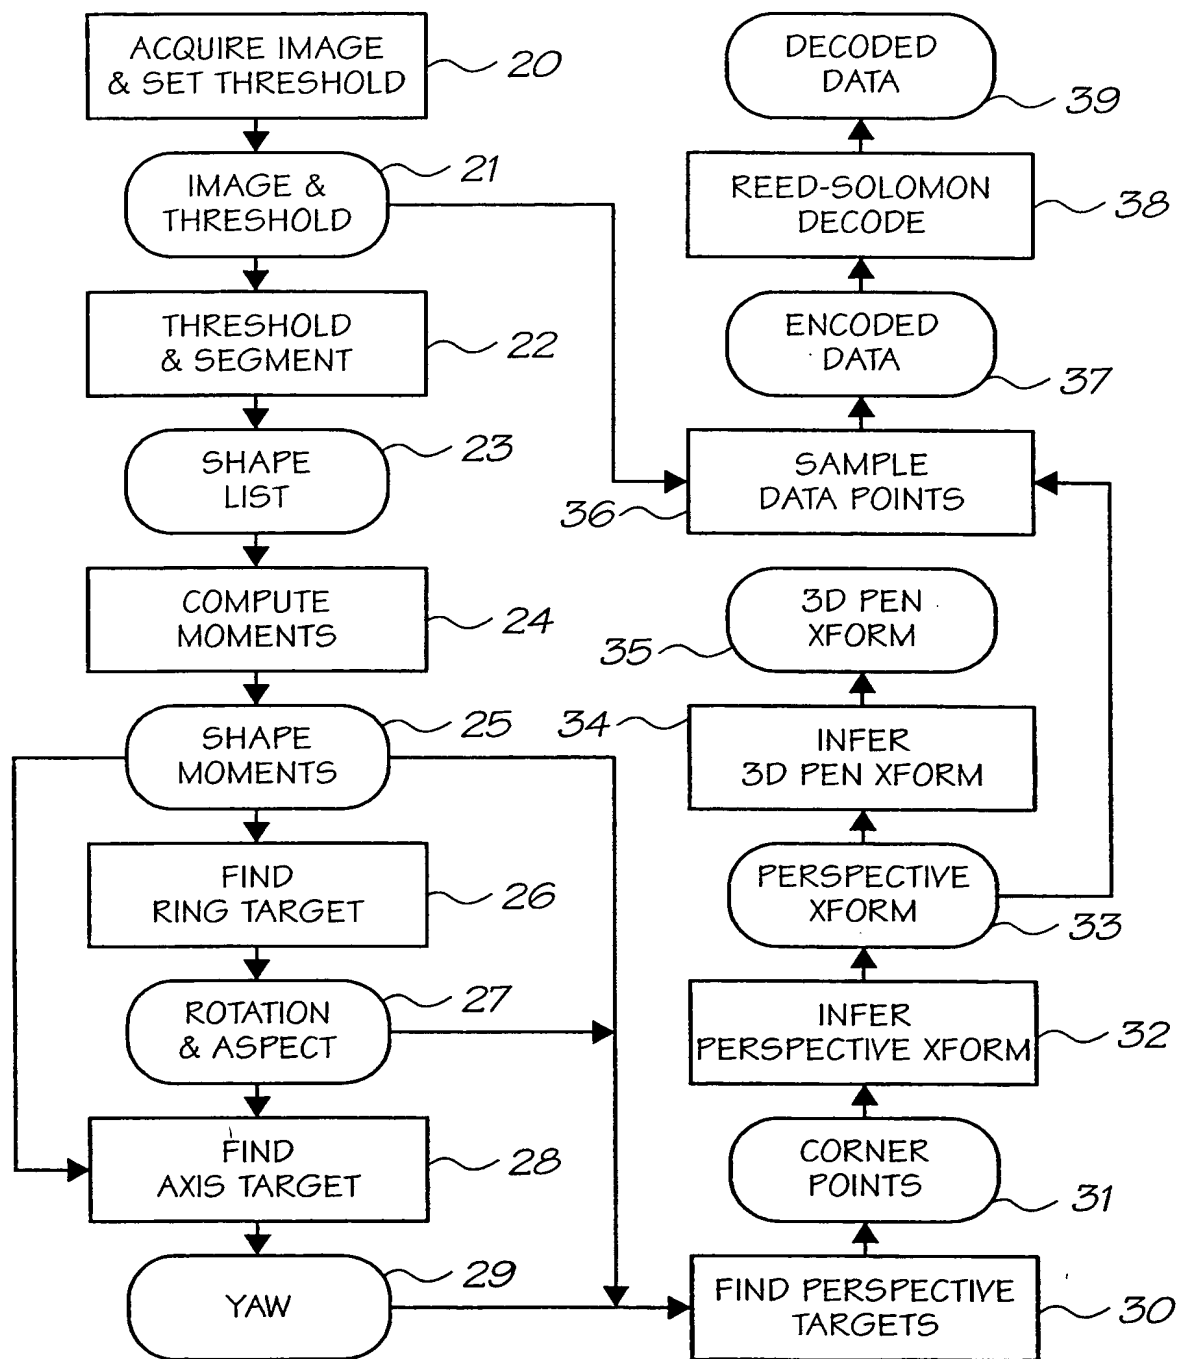 ACQUIRE IMAGE
& SET THRESHOLD
20
IMAGE &
THRESHOLD
21
THRESHOLD
& SEGMENT
22
SHAPE
LIST
23
COMPUTE
MOMENTS
24
SHAPE
MOMENTS
25
FIND
RING TARGET
26
ROTATION
& ASPECT
27
FIND
AXIS TARGET
28
YAW
29
DECODED
DATA
39
REED-SOLOMON
DECODE
38
ENCODED
DATA
37
SAMPLE
DATA POINTS
36
3D PEN
XFORM
35
INFER
3D PEN XFORM
34
PERSPECTIVE
XFORM
33
INFER
PERSPECTIVE XFORM
32
CORNER
POINTS
31
FIND PERSPECTIVE
TARGETS
30